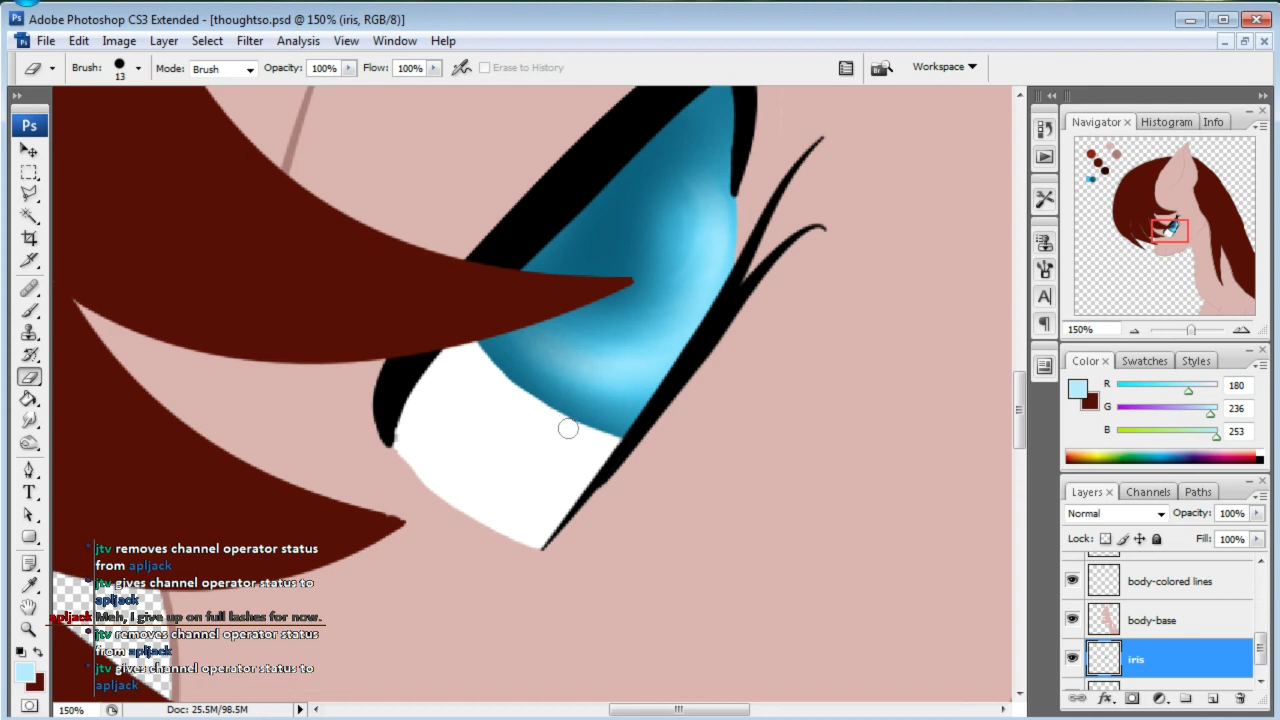 Adobe Photoshop CS3 Extended - [thoughtso.psd @ 150% (iris, RGB/8)]
File Edit Image Layer Select Filter Analysis View Window Help
Brush: 13 Mode: Brush Opacity: 100% Flow: 100% Erase to History Workspace
Ps
Navigator Histogram Info
150%
Color Swatches Styles
R 180
G 236
B 253
Layers Channels Paths
Normal Opacity: 100%
Lock: Fill: 100%
body-colored lines
body-base
iris
* jtv removes channel operator status
from apljack
* jtv gives channel operator status to
apljack
apljack Meh, I give up on full lashes for now.
* jtv removes channel operator status
from apljack
* jtv gives channel operator status to
apljack
150% Doc: 25.5M/98.5M